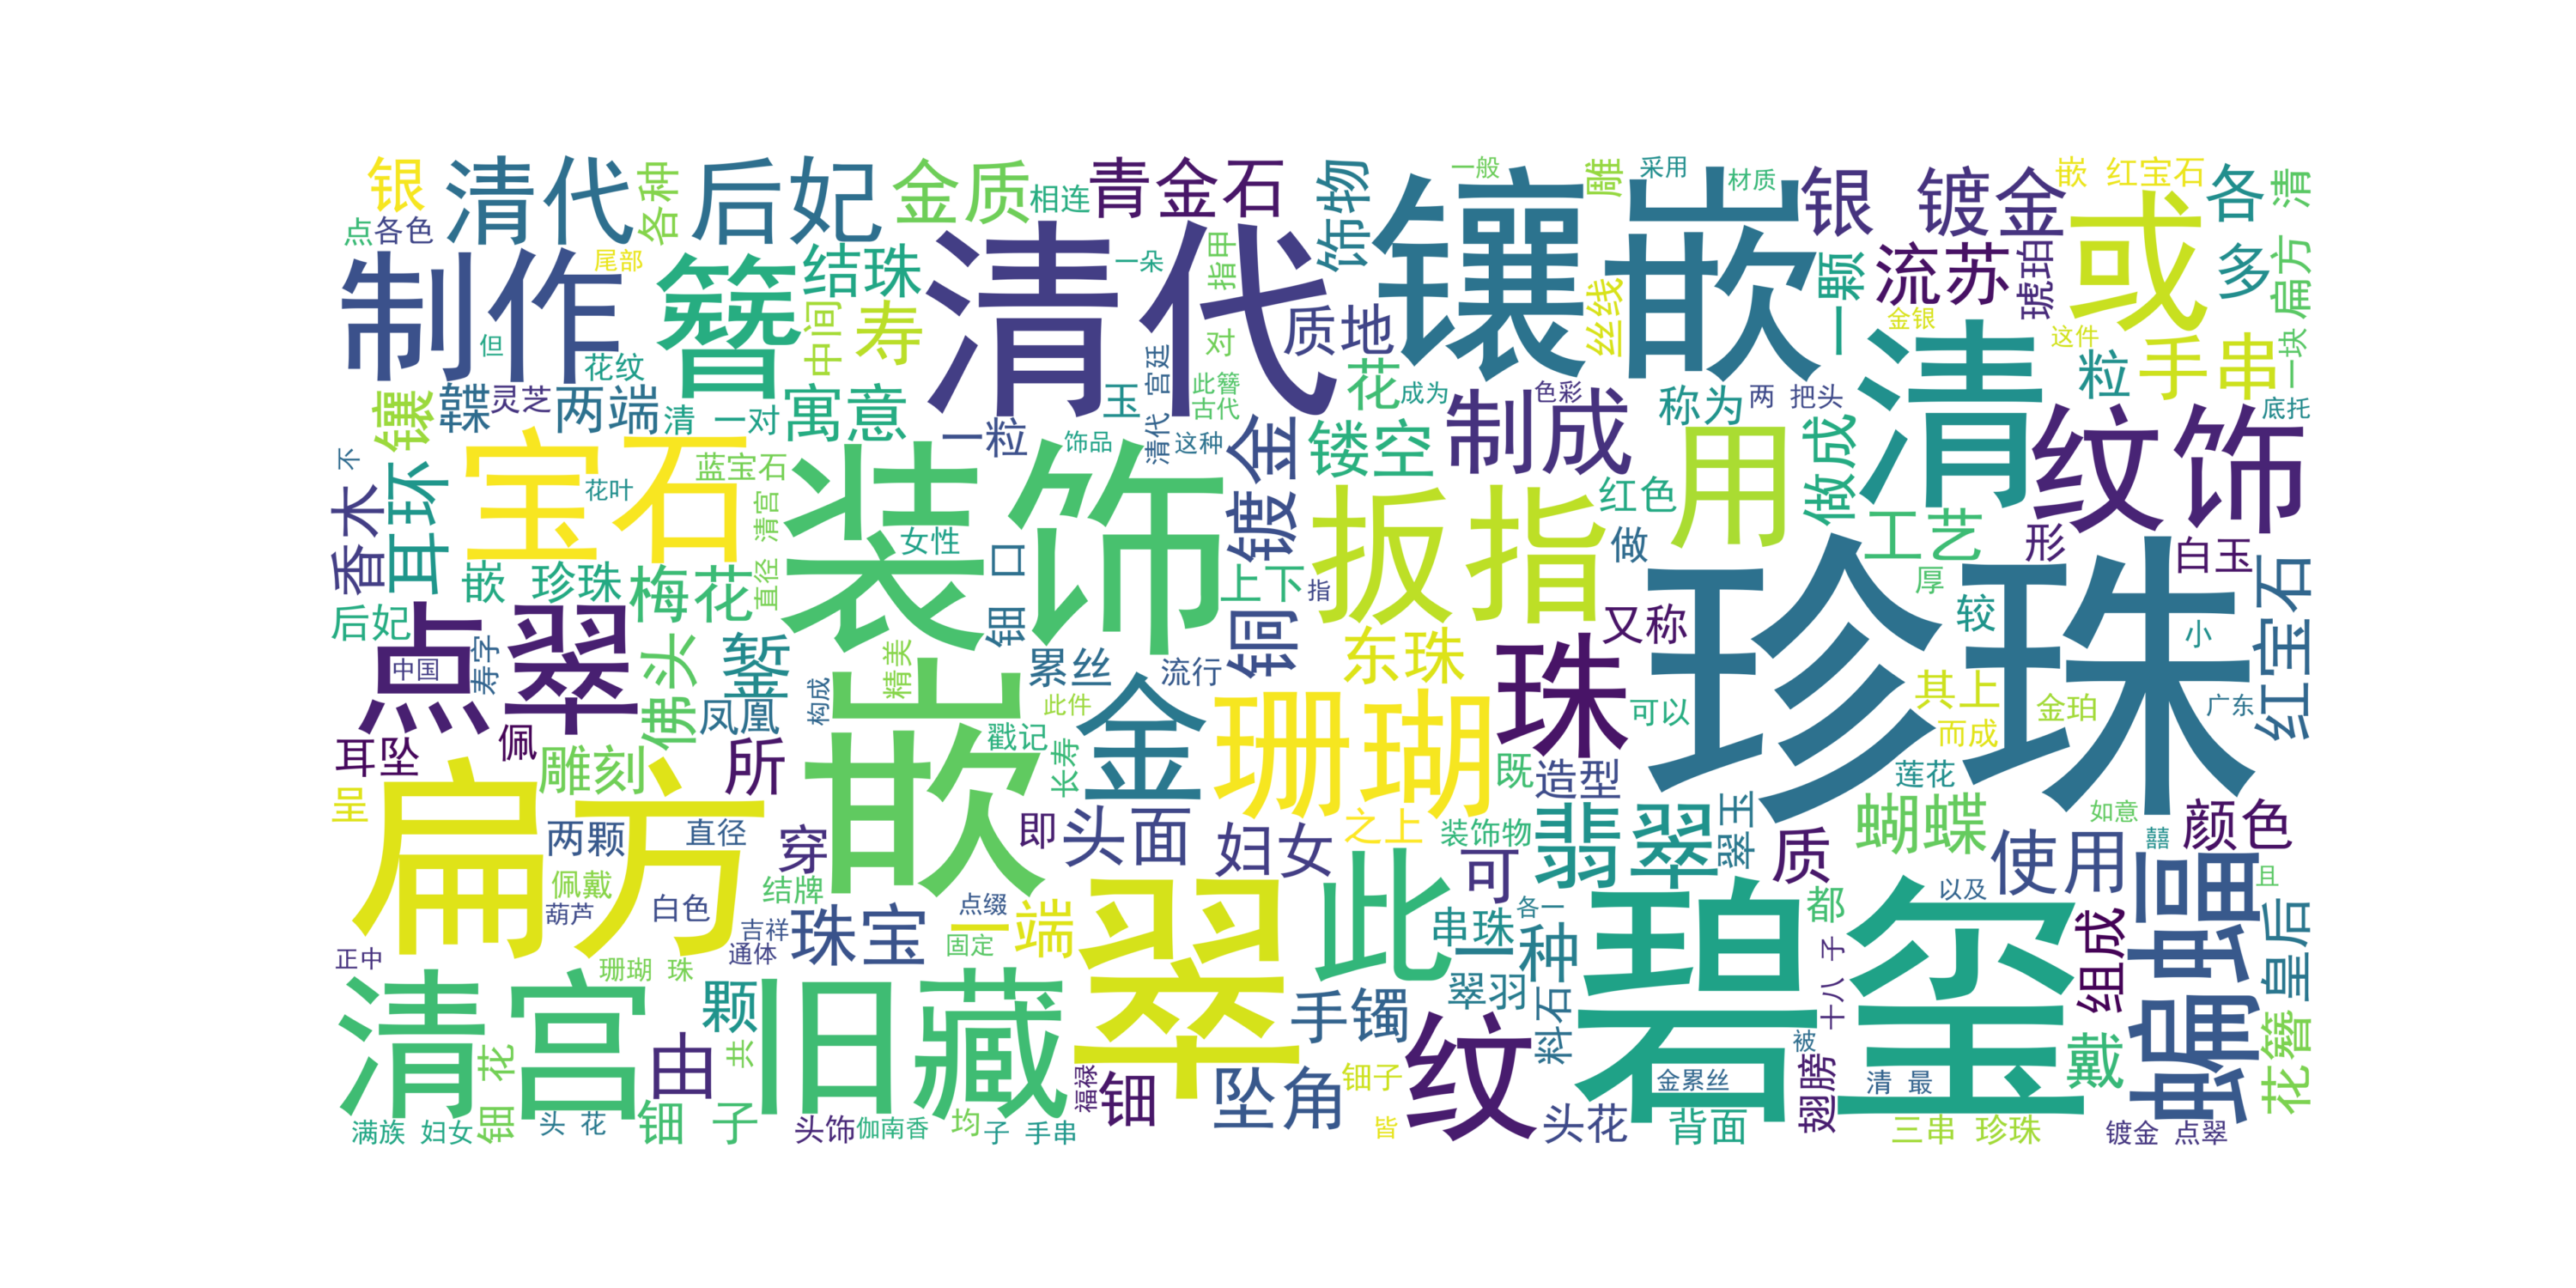 银
清代
各种
后妃
金质
相连
青金石
饰物
一般
雕
采用
材质
银 镀金
嵌 红宝石
各
清
点
各色
制作
尾部
簪
结珠
清代
一朵
指甲
镶嵌
一颗
流苏
琥珀
或
多
扁方
但
花纹
中间
寿
质地
对
丝线
金银
清
这件
粒
手串
一块
镶
韘
灵芝
两端
清 一对
寓意
玉
清代 宫廷
此簪
古代
花
成为
色彩
制成
称为
两 把头
纹饰
底托
不
香木
耳环
宝石
花叶
蓝宝石
清宫
装饰
一粒
饰品
这种
镀金
镂空
扳指
红色
用
做成
工艺
形
白玉
红宝石
嵌 珍珠
梅花
直径
女性
口
上下
指
做
珍珠
厚
较
小
后妃
点翠
中国
寿字
佛头
錾
嵌
精美
钿
累丝
流行
铜
东珠
珠
又称
可以
其上
而成
金珀
广东
耳坠
佩
雕刻
凤凰
构成
所
戳记
此件
长寿
金
珊瑚
既
造型
莲花
呈
扁方
两颗
直径
穿
即
头面
妇女
之上
装饰物
可
翡翠
翠玉
质
蝴蝶
使用
如意
囍
颜色
蝙蝠
且
佩戴
葫芦
白色
结牌
吉祥
通体
珠宝
点缀
固定
一端
翠
此
串珠
各一
一种
碧玺
都
以及
十八 子
组成
皇后
正中
清宫
珊瑚 珠
颗
旧藏
手镯
翠羽
料石
纹
被
翅膀
戴
花簪
钿 花
由
共
福禄
钿
坠角
钿子
金累丝
清 最
满族 妇女
头 花
钿 子
头饰
伽南香
均
子 手串
皆
头花
背面
三串 珍珠
镀金 点翠